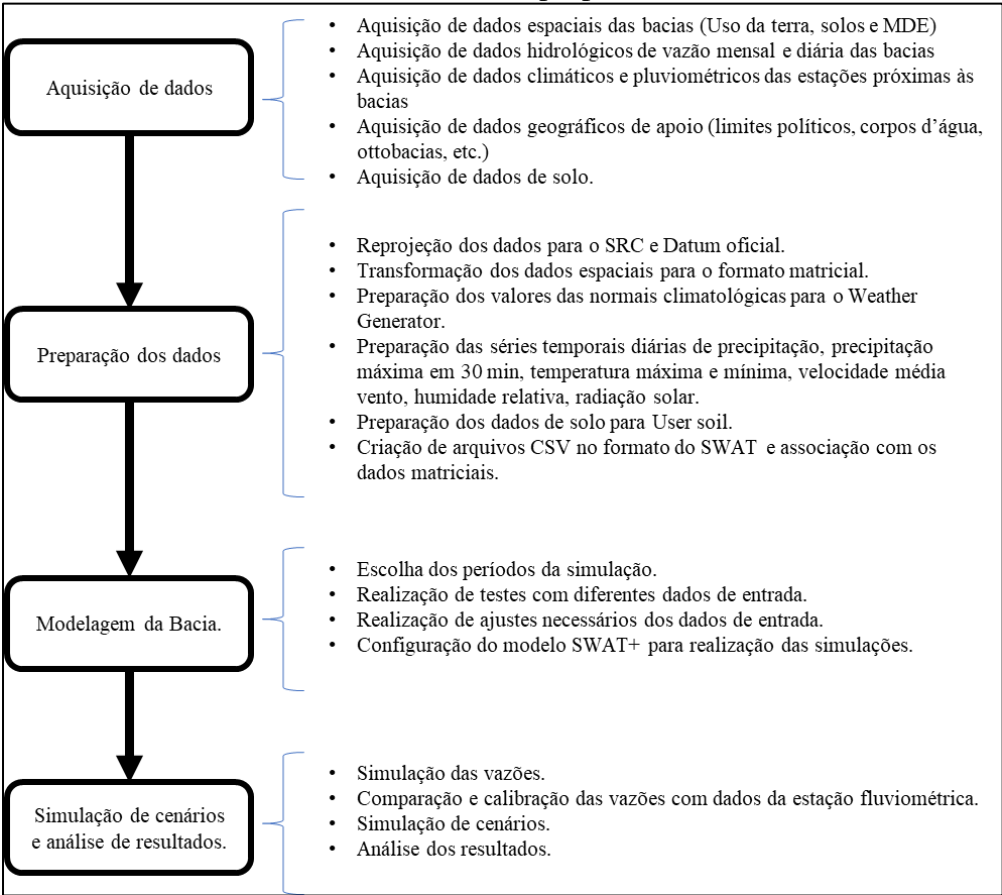 Aquisição de dados
• Aquisição de dados espaciais das bacias (Uso da terra, solos e MDE)
• Aquisição de dados hidrológicos de vazão mensal e diária das bacias
• Aquisição de dados climáticos e pluviométricos das estações próximas às
bacias
• Aquisição de dados geográficos de apoio (limites políticos, corpos d’água,
ottobacias, etc.)
• Aquisição de dados de solo.
Preparação dos dados
• Reprojeção dos dados para o SRC e Datum oficial.
• Transformação dos dados espaciais para o formato matricial.
• Preparação dos valores das normais climatológicas para o Weather
Generator.
• Preparação das séries temporais diárias de precipitação, precipitação
máxima em 30 min, temperatura máxima e mínima, velocidade média
vento, humidade relativa, radiação solar.
• Preparação dos dados de solo para User soil.
• Criação de arquivos CSV no formato do SWAT e associação com os
dados matriciais.
Modelagem da Bacia.
• Escolha dos períodos da simulação.
• Realização de testes com diferentes dados de entrada.
• Realização de ajustes necessários dos dados de entrada.
• Configuração do modelo SWAT+ para realização das simulações.
Simulação de cenários
e análise de resultados.
• Simulação das vazões.
• Comparação e calibração das vazões com dados da estação fluviométrica.
• Simulação de cenários.
• Análise dos resultados.